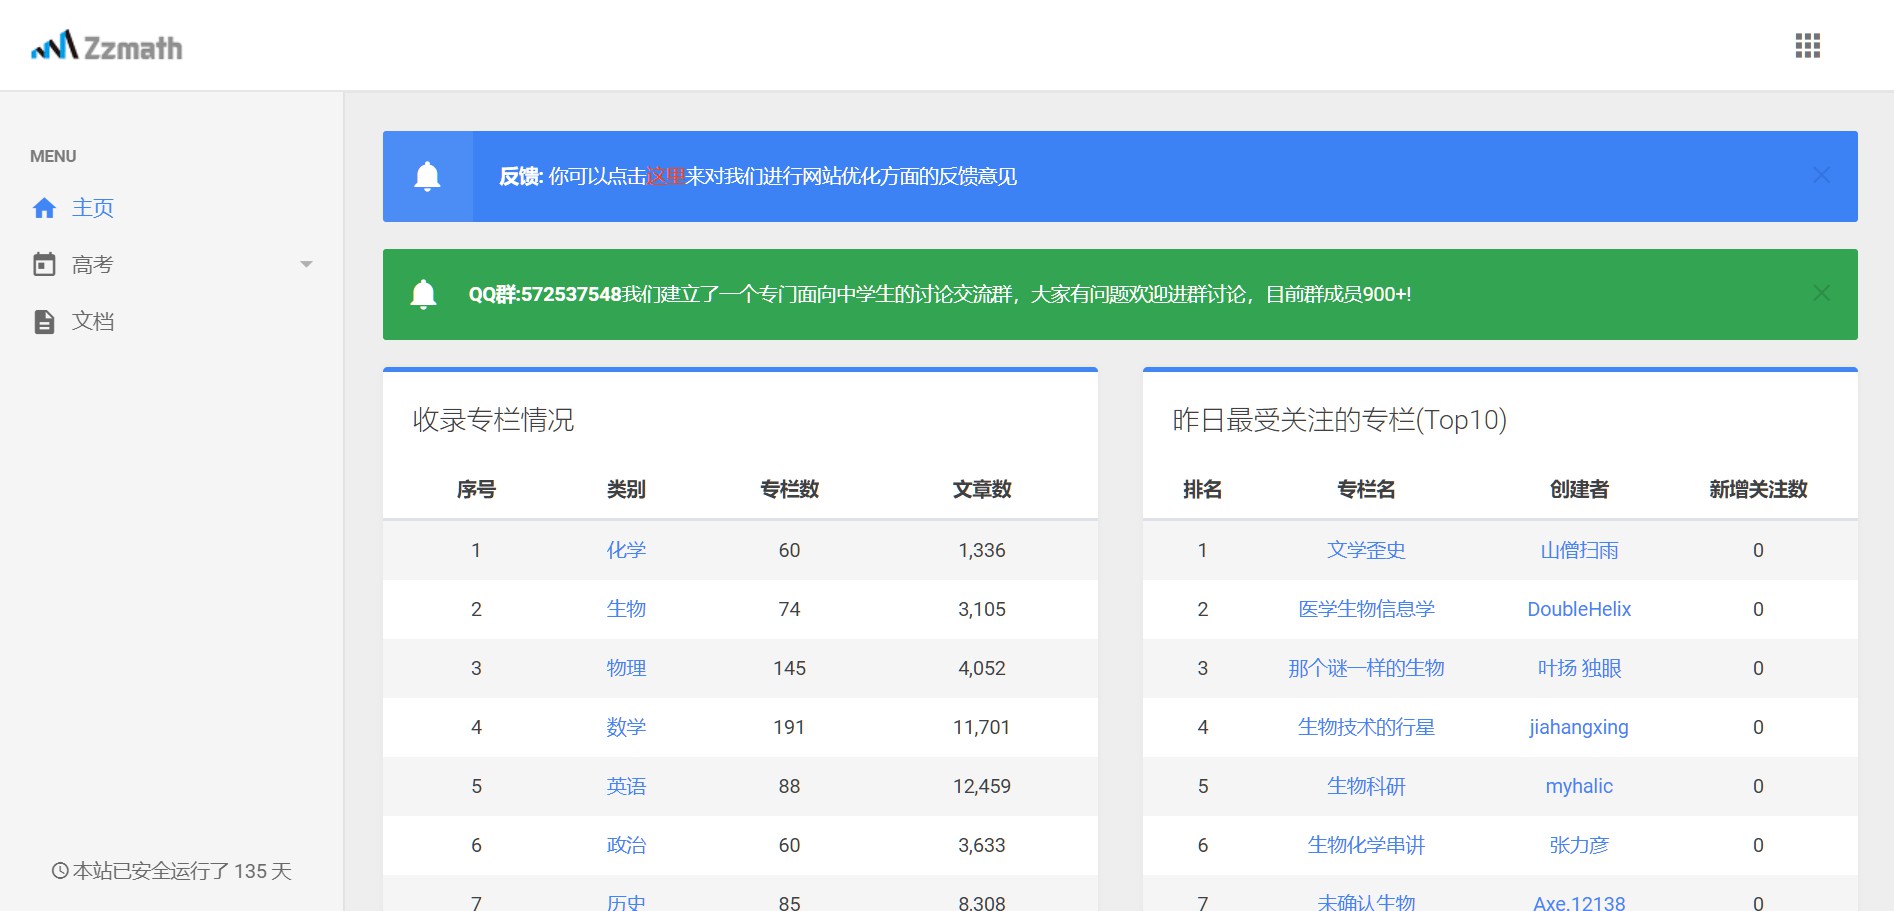 Zzmath
MENU
主页
高考
文档
本站已安全运行了 135 天
反馈: 你可以点击这里来对我们进行网站优化方面的反馈意见
QQ群:572537548我们建立了一个专门面向中学生的讨论交流群，大家有问题欢迎进群讨论，目前群成员900+!
收录专栏情况
序号 类别 专栏数 文章数
1 化学 60 1,336
2 生物 74 3,105
3 物理 145 4,052
4 数学 191 11,701
5 英语 88 12,459
6 政治 60 3,633
7 历史 85 8,308
昨日最受关注的专栏(Top10)
排名 专栏名 创建者 新增关注数
1 文学歪史 山僧扫雨 0
2 医学生物信息学 DoubleHelix 0
3 那个谜一样的生物 叶扬 独眼 0
4 生物技术的行星 jiahangxing 0
5 生物科研 myhalic 0
6 生物化学串讲 张力彦 0
7 未确认生物 Axe.12138 0